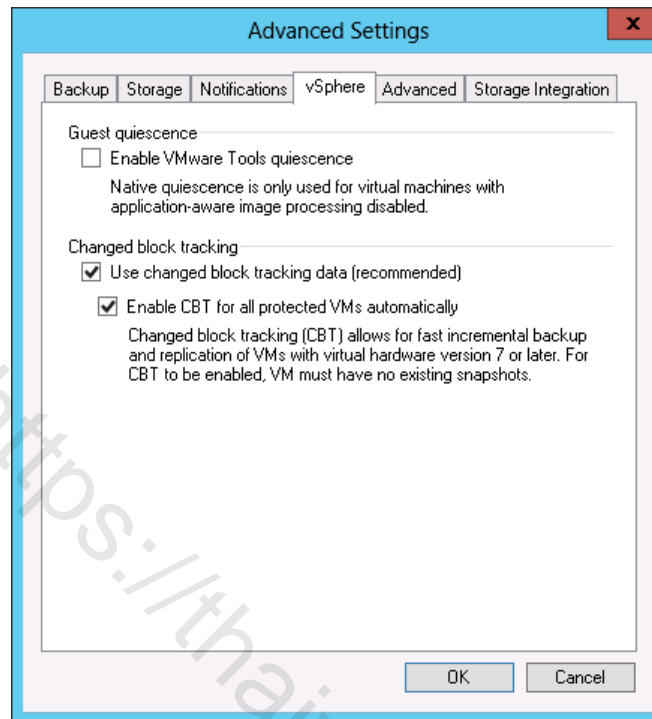 Advanced Settings
x
Backup Storage Notifications vSphere Advanced Storage Integration
Guest quiescence
Enable VMware Tools quiescence
Native quiescence is only used for virtual machines with
application-aware image processing disabled.
Changed block tracking
Use changed block tracking data (recommended)
Enable CBT for all protected VMs automatically
Changed block tracking (CBT) allows for fast incremental backup
and replication of VMs with virtual hardware version 7 or later. For
CBT to be enabled, VM must have no existing snapshots.
OK Cancel